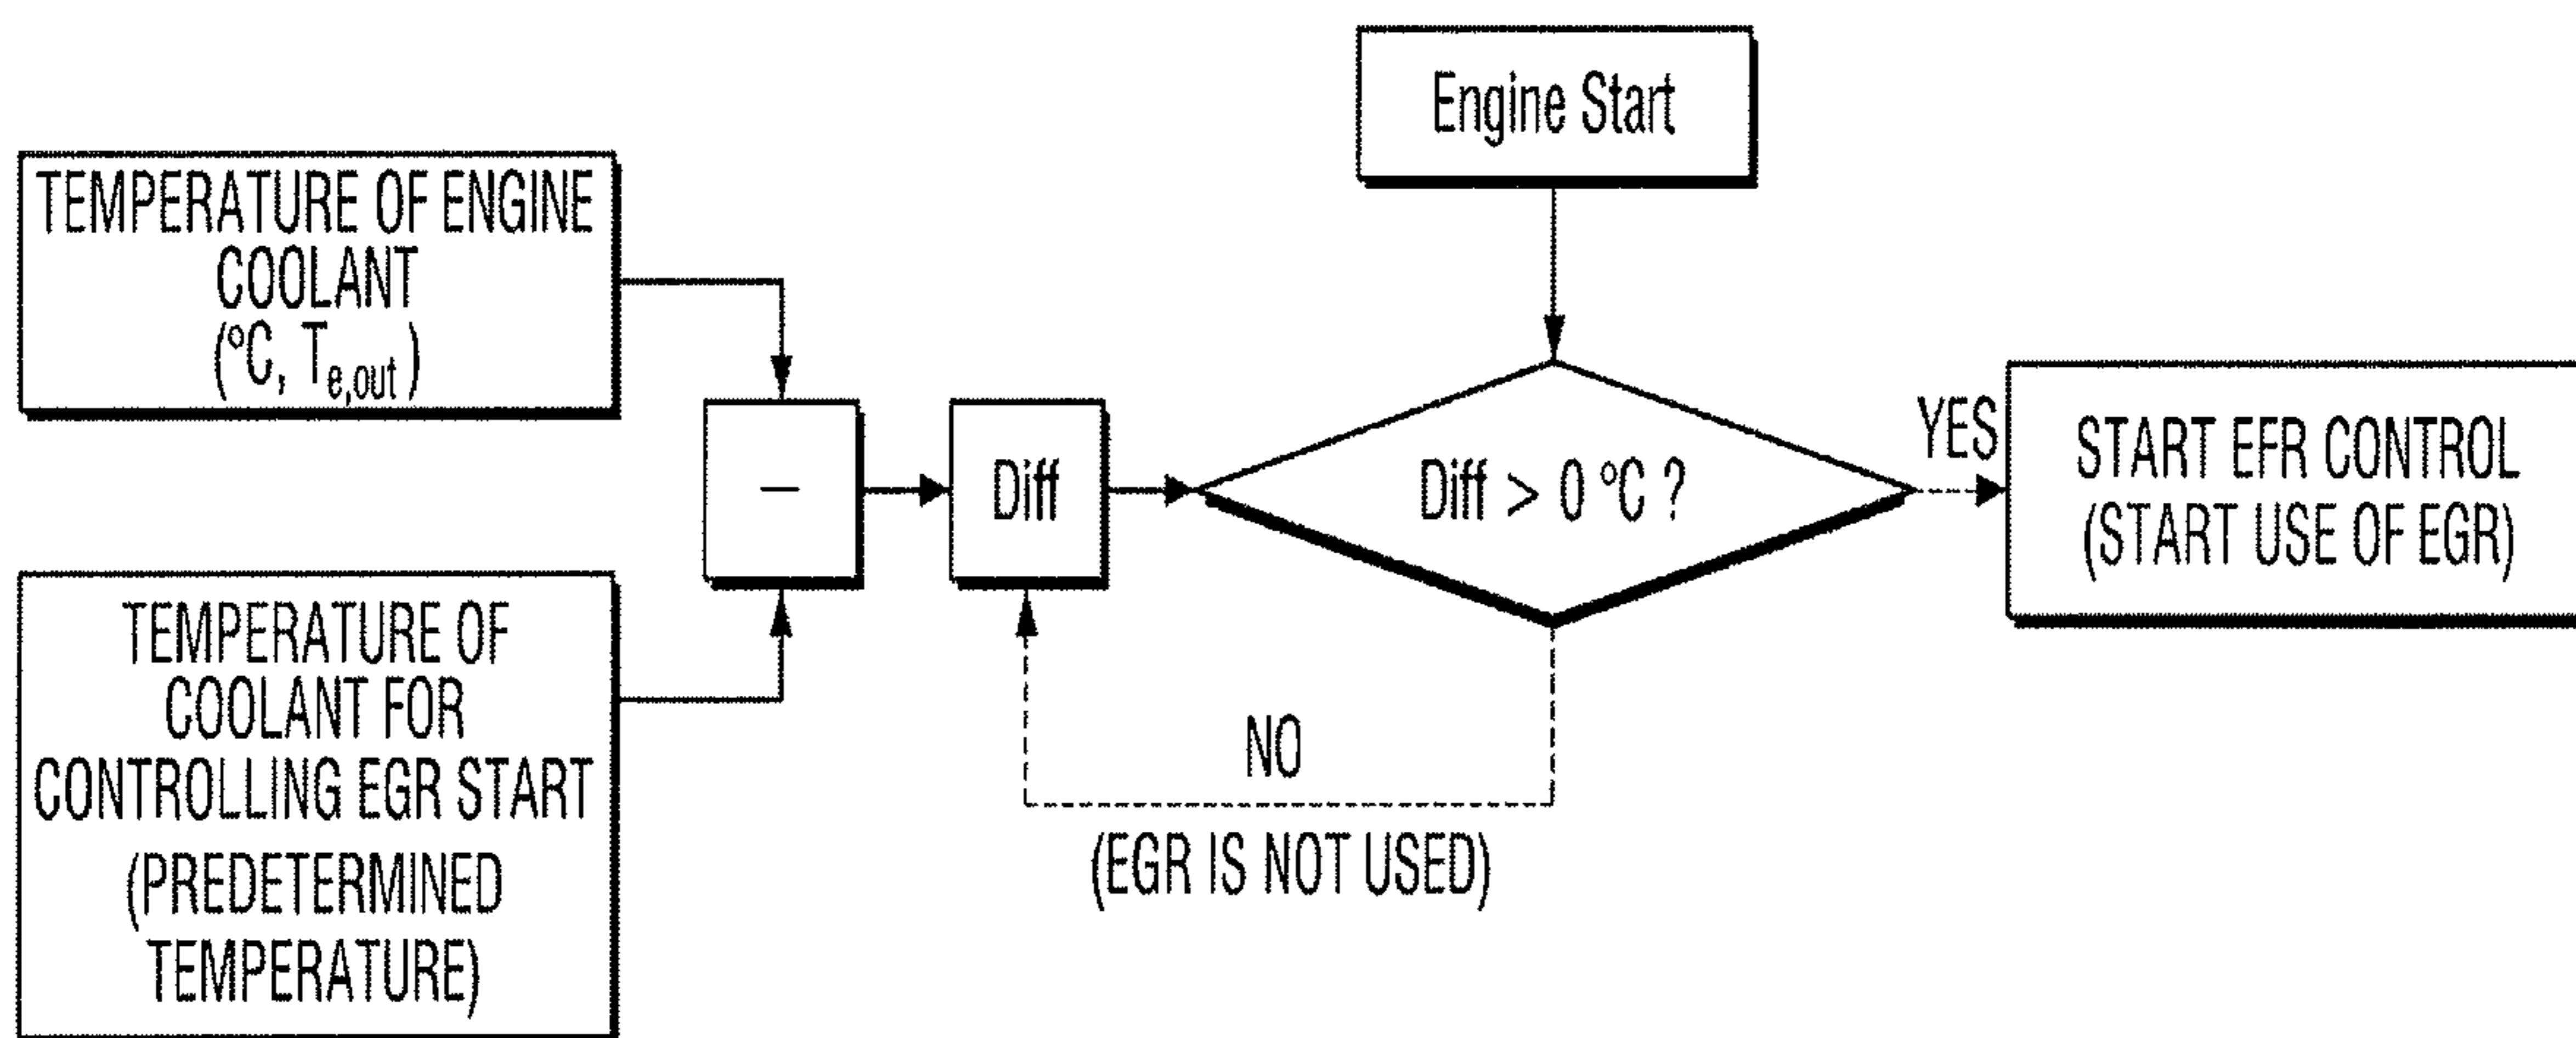 Engine Start
TEMPERATURE OF ENGINE
COOLANT
(°C, Te,out )
−
Diff
Diff > 0 °C ?
YES
START EFR CONTROL
(START USE OF EGR)
TEMPERATURE OF
COOLANT FOR
CONTROLLING EGR START
(PREDETERMINED
TEMPERATURE)
NO
(EGR IS NOT USED)